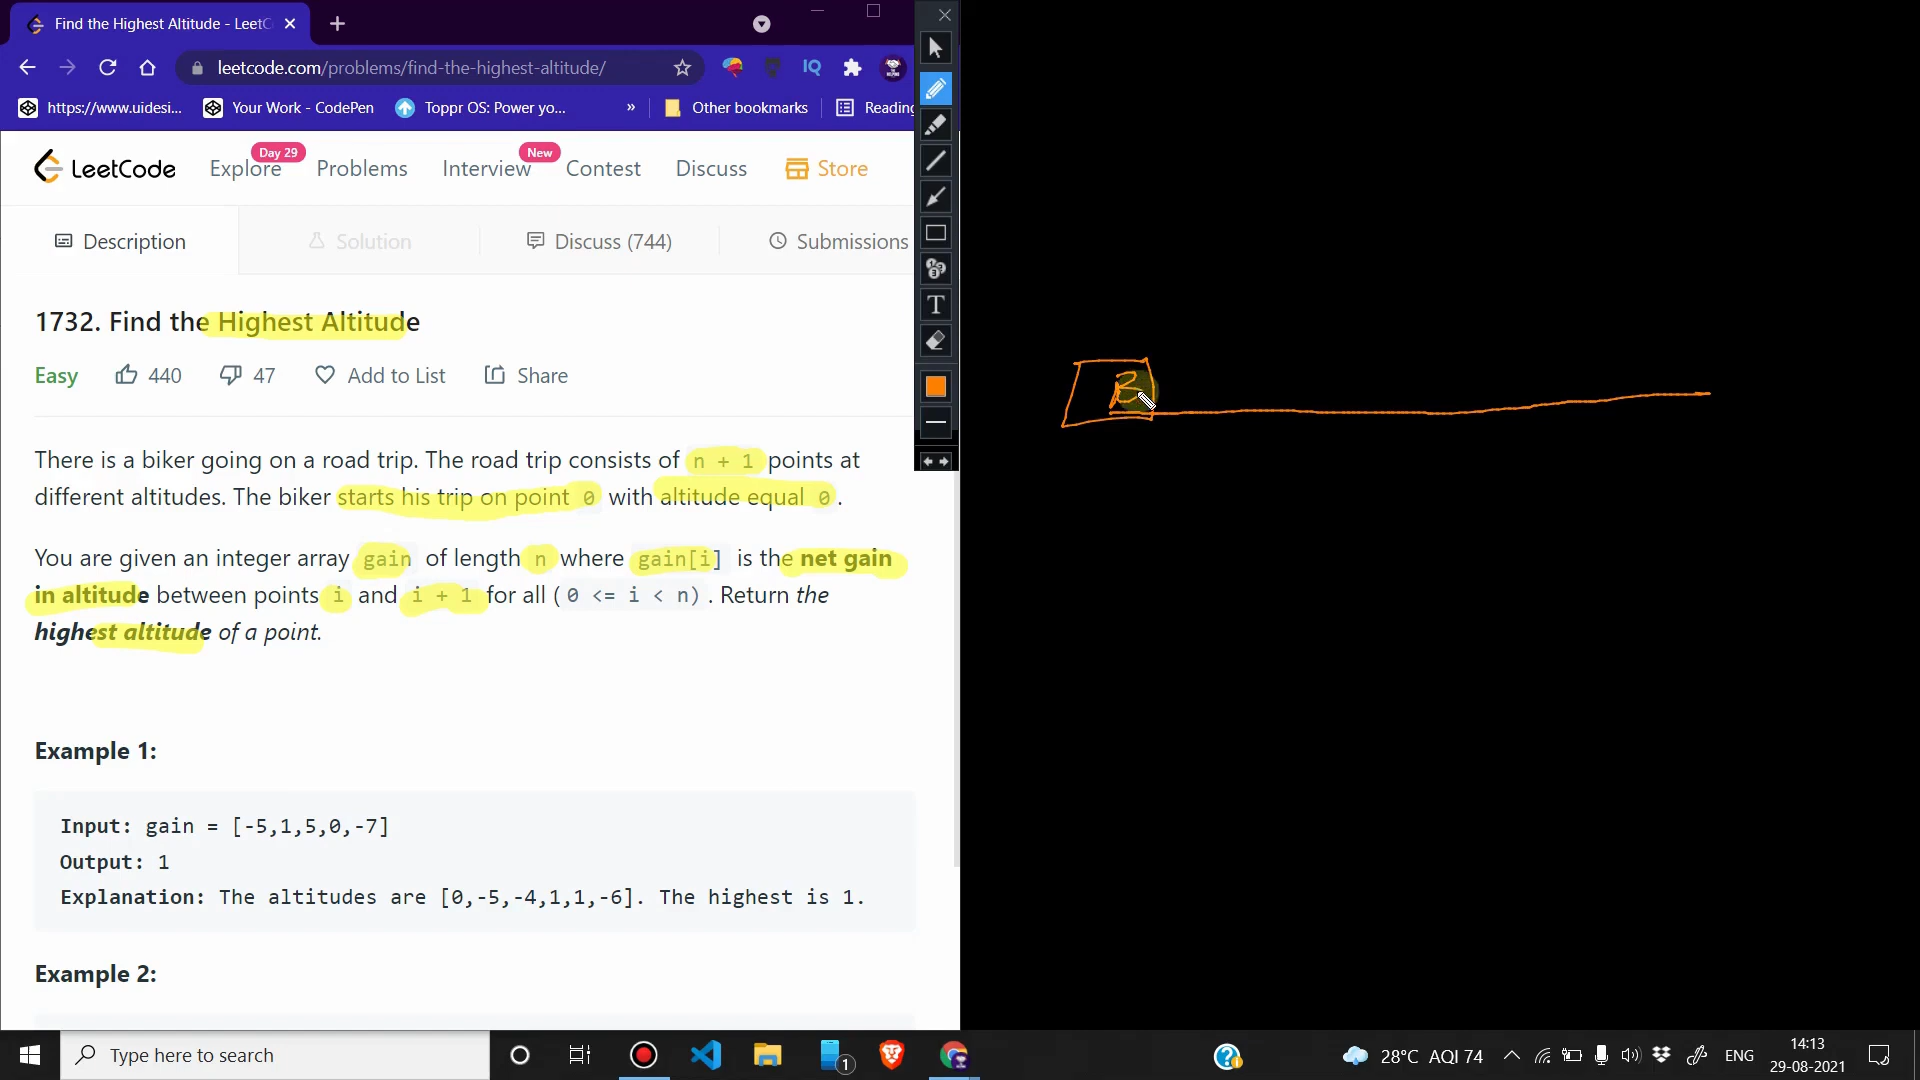 Find the Highest Altitude - LeetC
leetcode.com/problems/find-the-highest-altitude/
IQ
https://www.uidesi...
Your Work - CodePen
Toppr OS: Power yo...
»
Other bookmarks
Reading
LeetCode
Explore
Day 29
Problems
Interview
New
Contest
Discuss
Store
Description
Solution
Discuss (744)
Submissions
1732. Find the Highest Altitude
Easy
440
47
Add to List
Share
There is a biker going on a road trip. The road trip consists of n + 1 points at
different altitudes. The biker starts his trip on point 0 with altitude equal 0.
You are given an integer array gain of length n where gain[i] is the net gain
in altitude between points i and i + 1 for all (0 <= i < n). Return the
highest altitude of a point.
Example 1:
Input: gain = [-5,1,5,0,-7]
Output: 1
Explanation: The altitudes are [0,-5,-4,1,1,-6]. The highest is 1.
Example 2:
T
B
Type here to search
1
28°C AQI 74
ENG
14:13
29-08-2021